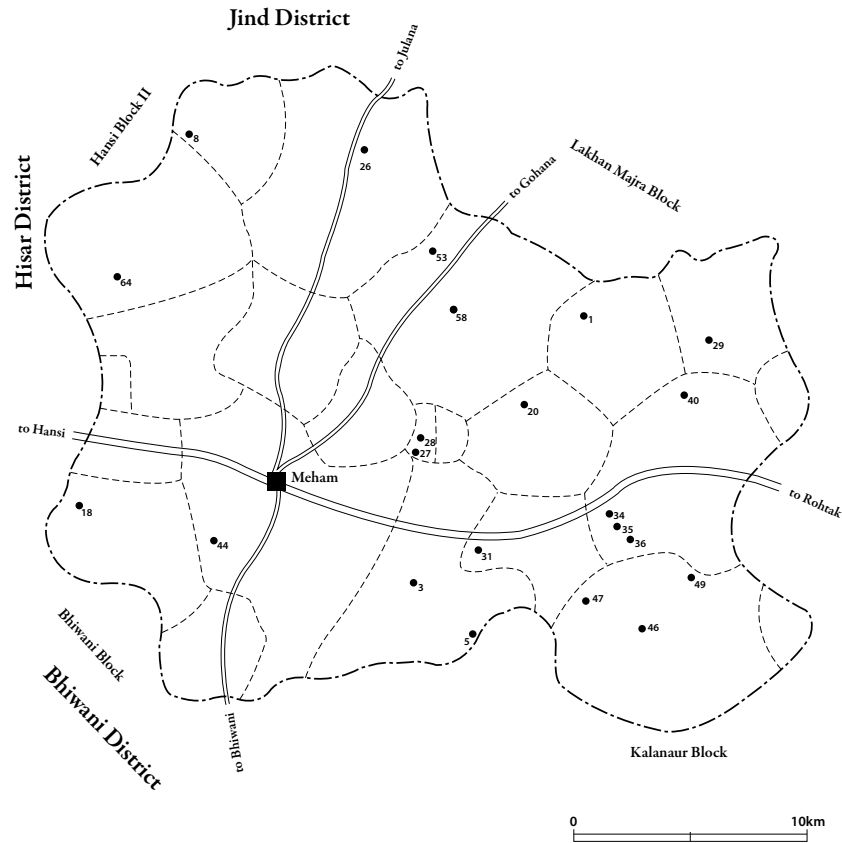 Jind District
to Julana
Hansi Block II
8
26
Lakhan Majra Block
to Gohana
Hisar District
53
64
58
1
29
40
20
to Hansi
28
27
Meham
to Rohtak
18
34
35
36
44
31
3
49
47
46
5
Bhiwani Block
Bhiwani District
to Bhiwani
Kalanaur Block
0
10km